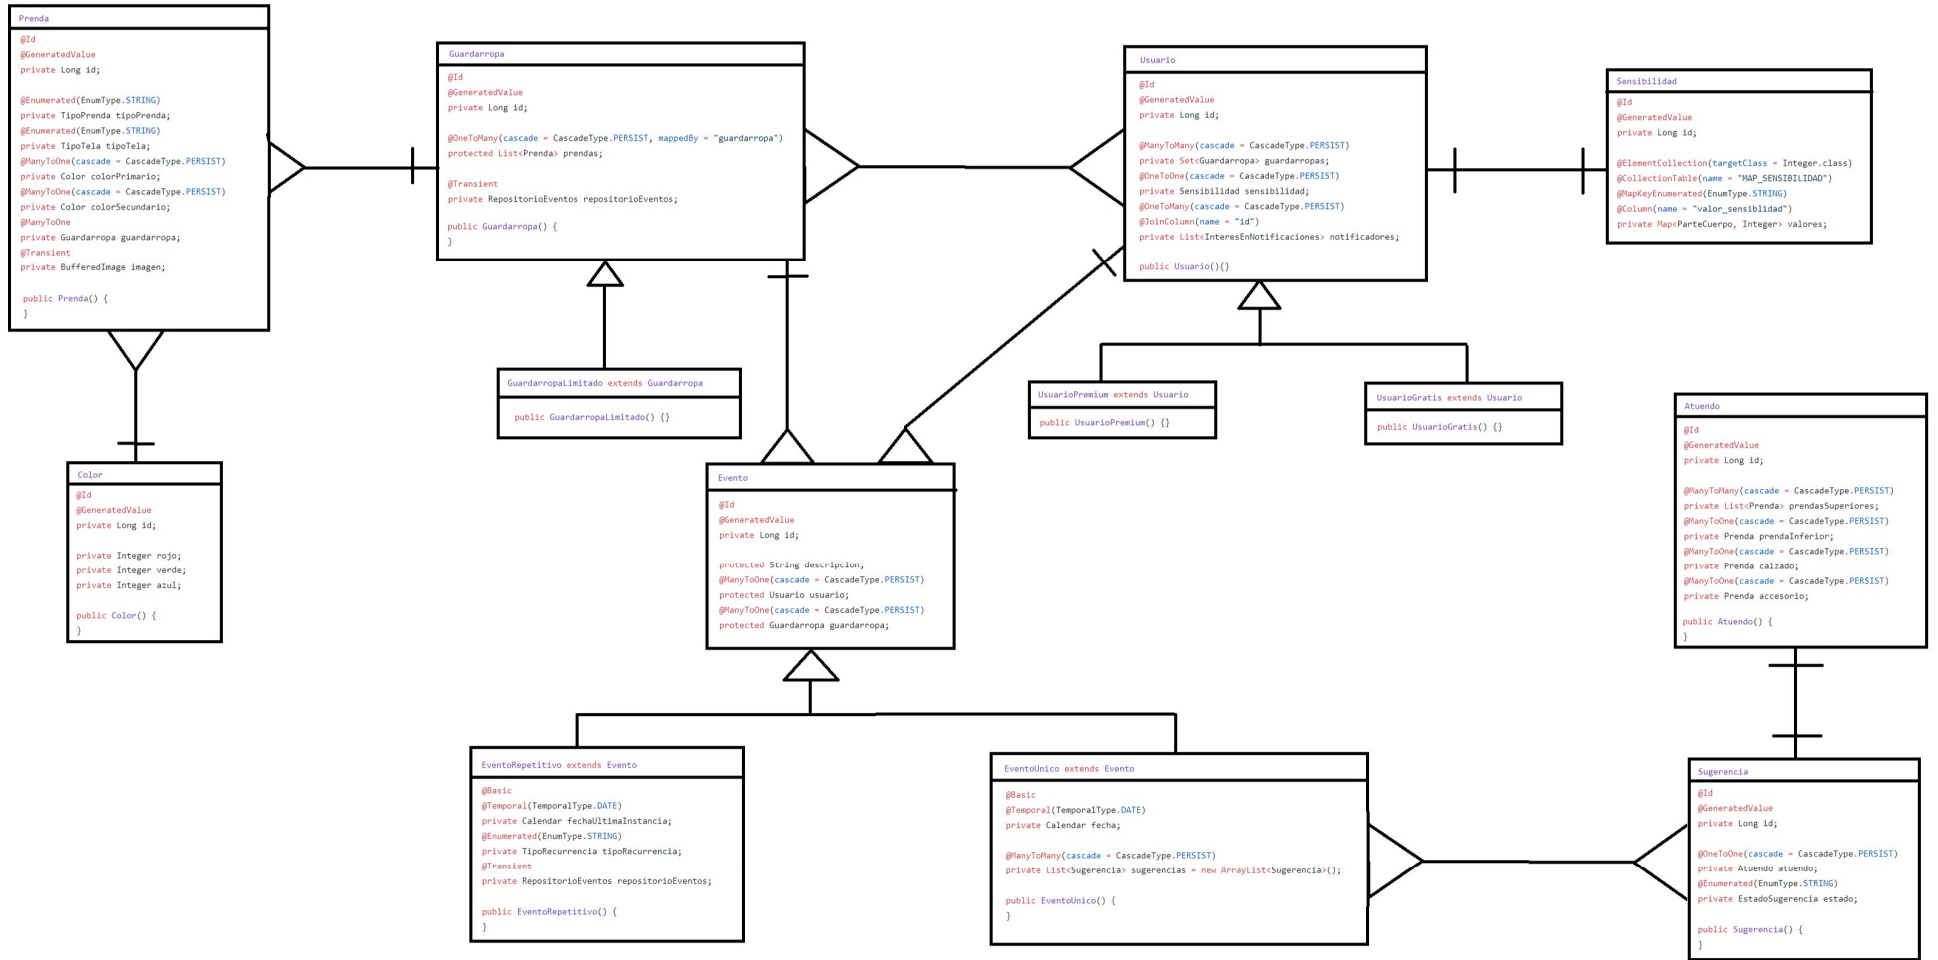 Prenda
@Id
@GeneratedValue
private Long id;
@Enumerated(EnumType.STRING)
private TipoPrenda tipoPrenda;
@Enumerated(EnumType.STRING)
private TipoTela tipoTela;
@ManyToOne(cascade = CascadeType.PERSIST)
private Color colorPrimario;
@ManyToOne(cascade = CascadeType.PERSIST)
private Color colorSecundario;
@ManyToOne
private Guardarropa guardarropa;
@Transient
private BufferedImage imagen;
public Prenda() {
}
Guardarropa
@Id
@GeneratedValue
private Long id;
@OneToMany(cascade = CascadeType.PERSIST, mappedBy = "guardarropa")
protected List<Prenda> prendas;
@Transient
private RepositorioEventos repositorioEventos;
public Guardarropa() {
}
Usuario
@Id
@GeneratedValue
private Long id;
@ManyToMany(cascade = CascadeType.PERSIST)
private Set<Guardarropa> guardarropas;
@OneToOne(cascade = CascadeType.PERSIST)
private Sensibilidad sensibilidad;
@OneToMany(cascade = CascadeType.PERSIST)
@JoinColumn(name = "id")
private List<InteresEnNotificaciones> notificadores;
public Usuario(){}
Sensibilidad
@Id
@GeneratedValue
private Long id;
@ElementCollection(targetClass = Integer.class)
@CollectionTable(name = "MAP_SENSIBILIDAD")
@MapKeyEnumerated(EnumType.STRING)
@Column(name = "valor_sensiblidad")
private Map<ParteCuerpo, Integer> valores;
GuardarropaLimitado extends Guardarropa
public GuardarropaLimitado() {}
UsuarioPremium extends Usuario
public UsuarioPremium() {}
UsuarioGratis extends Usuario
public UsuarioGratis() {}
Color
@Id
@GeneratedValue
private Long id;
private Integer rojo;
private Integer verde;
private Integer azul;
public Color() {
}
Evento
@Id
@GeneratedValue
private Long id;
protected String descripcion;
@ManyToOne(cascade = CascadeType.PERSIST)
protected Usuario usuario;
@ManyToOne(cascade = CascadeType.PERSIST)
protected Guardarropa guardarropa;
Atuendo
@Id
@GeneratedValue
private Long id;
@ManyToMany(cascade = CascadeType.PERSIST)
private List<Prenda> prendasSuperiores;
@ManyToOne(cascade = CascadeType.PERSIST)
private Prenda prendaInferior;
@ManyToOne(cascade = CascadeType.PERSIST)
private Prenda calzado;
@ManyToOne(cascade = CascadeType.PERSIST)
private Prenda accesorio;
public Atuendo() {
}
EventoRepetitivo extends Evento
@Basic
@Temporal(TemporalType.DATE)
private Calendar fechaUltimaInstancia;
@Enumerated(EnumType.STRING)
private TipoRecurrencia tipoRecurrencia;
@Transient
private RepositorioEventos repositorioEventos;
public EventoRepetitivo() {
}
EventoUnico extends Evento
@Basic
@Temporal(TemporalType.DATE)
private Calendar fecha;
@ManyToMany(cascade = CascadeType.PERSIST)
private List<Sugerencia> sugerencias = new ArrayList<Sugerencia>();
public EventoUnico() {
}
Sugerencia
@Id
@GeneratedValue
private Long id;
@OneToOne(cascade = CascadeType.PERSIST)
private Atuendo atuendo;
@Enumerated(EnumType.STRING)
private EstadoSugerencia estado;
public Sugerencia() {
}